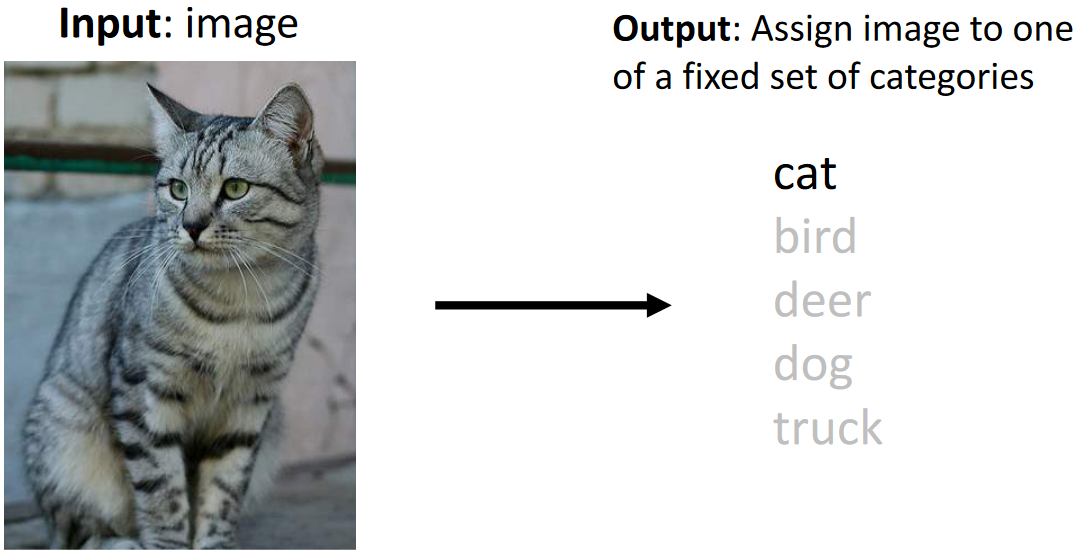 Input: image
Output: Assign image to one
of a fixed set of categories
cat
bird
deer
dog
truck